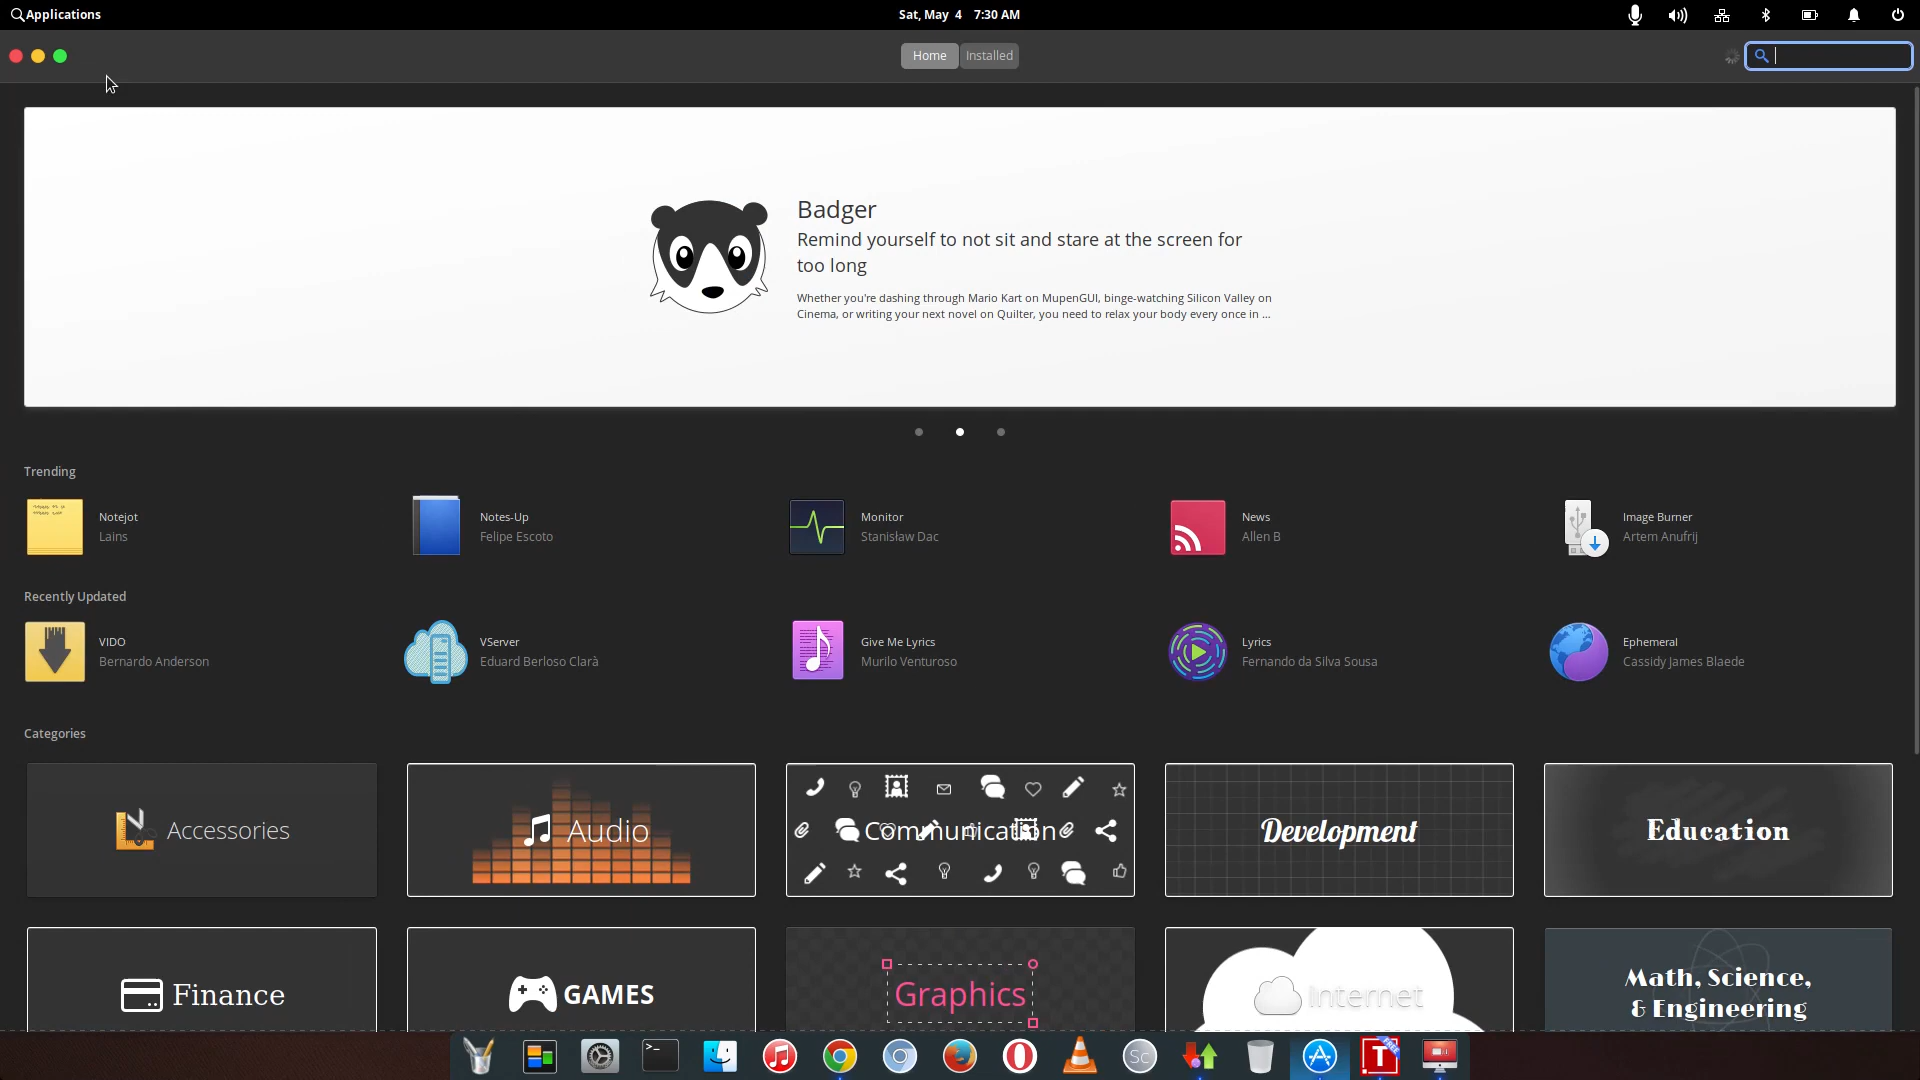 Applications
Sat, May 4 7:30 AM
Home
Installed
Badger
Remind yourself to not sit and stare at the screen for
too long
Whether you're dashing through Mario Kart on MupenGUI, binge-watching Silicon Valley on
Cinema, or writing your next novel on Quilter, you need to relax your body every once in ...
Trending
Notejot
Lains
Notes-Up
Felipe Escoto
Monitor
Stanisław Dac
News
Allen B
Image Burner
Artem Anufrij
Recently Updated
VIDO
Bernardo Anderson
VServer
Eduard Berloso Clarà
Give Me Lyrics
Murilo Venturoso
Lyrics
Fernando da Silva Sousa
Ephemeral
Cassidy James Blaede
Categories
Accessories
Audio
Communication
Development
Education
Finance
GAMES
Graphics
Internet
Math, Science,
& Engineering
>_
Sc
T
FREE